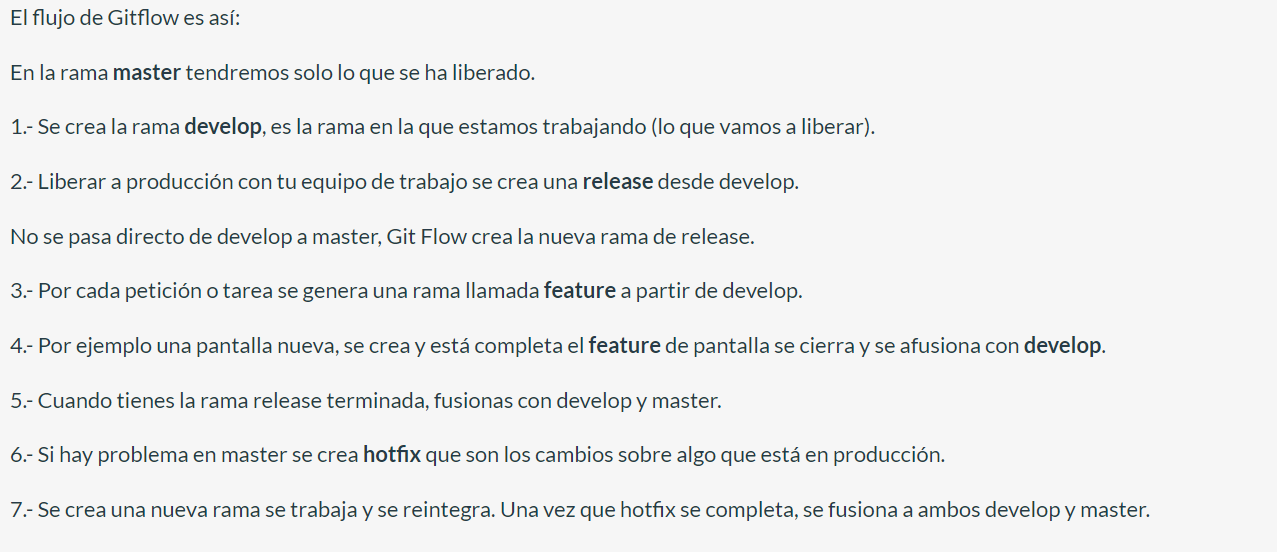 El flujo de Gitflow es así:
En la rama master tendremos solo lo que se ha liberado.
1.- Se crea la rama develop, es la rama en la que estamos trabajando (lo que vamos a liberar).
2.- Liberar a producción con tu equipo de trabajo se crea una release desde develop.
No se pasa directo de develop a master, Git Flow crea la nueva rama de release.
3.- Por cada petición o tarea se genera una rama llamada feature a partir de develop.
4.- Por ejemplo una pantalla nueva, se crea y está completa el feature de pantalla se cierra y se afusiona con develop.
5.- Cuando tienes la rama release terminada, fusionas con develop y master.
6.- Si hay problema en master se crea hotfix que son los cambios sobre algo que está en producción.
7.- Se crea una nueva rama se trabaja y se reintegra. Una vez que hotfix se completa, se fusiona a ambos develop y master.